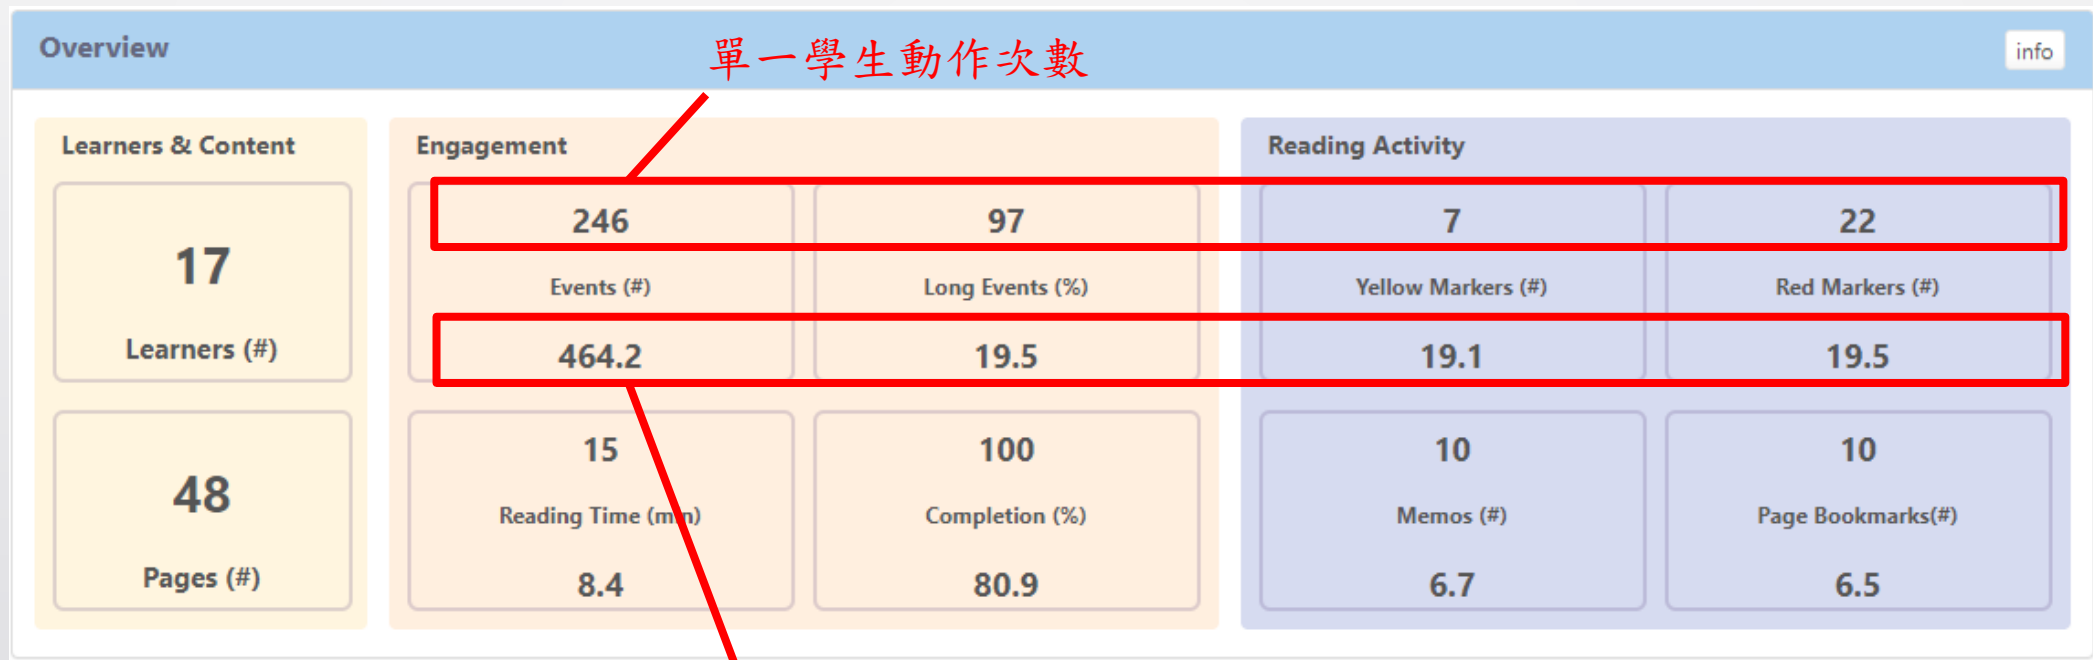 Overview
單一學生動作次數
info
Learners & Content
17
Learners (#)
48
Pages (#)
Engagement
246
Events (#)
464.2
97
Long Events (%)
19.5
15
Reading Time (min)
8.4
100
Completion (%)
80.9
Reading Activity
7
Yellow Markers (#)
19.1
22
Red Markers (#)
19.5
10
Memos (#)
6.7
10
Page Bookmarks(#)
6.5